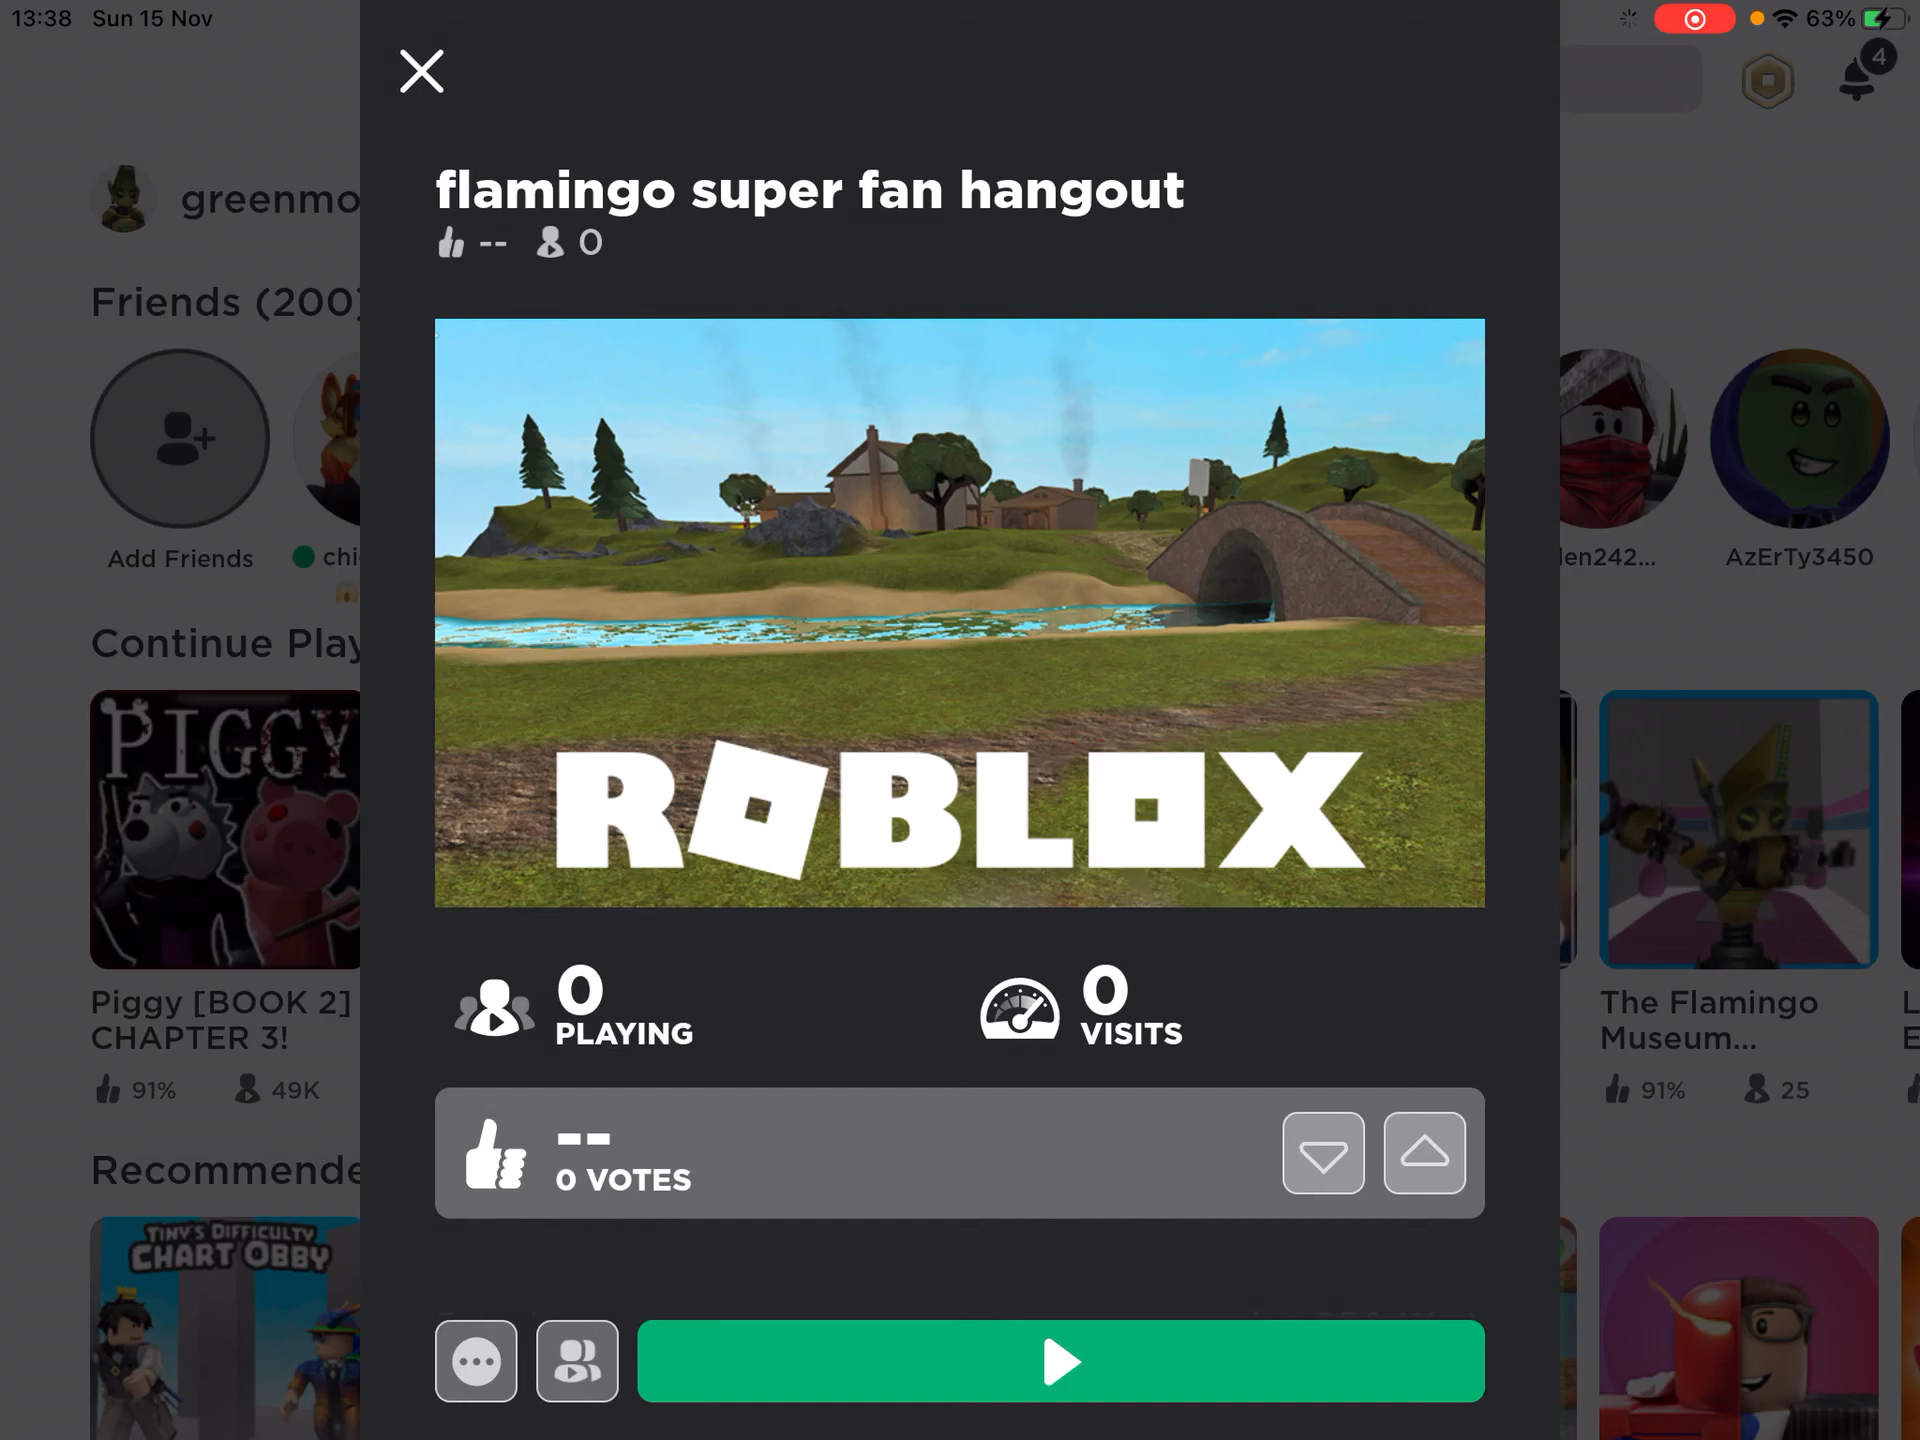 13:38 Sun 15 Nov
63%
4
greenmo
Friends (200)
Add Friends
chi
len242...
AzErTy3450
Continue Play
PIGGY
Piggy [BOOK 2]
CHAPTER 3!
91% 49K
Recommende
TINY'S DIFFICULTY
CHART OBBY
flamingo super fan hangout
-- 0
ROBLOX
0
PLAYING
0
VISITS
--
0 VOTES
The Flamingo
Museum...
91% 25
L
E